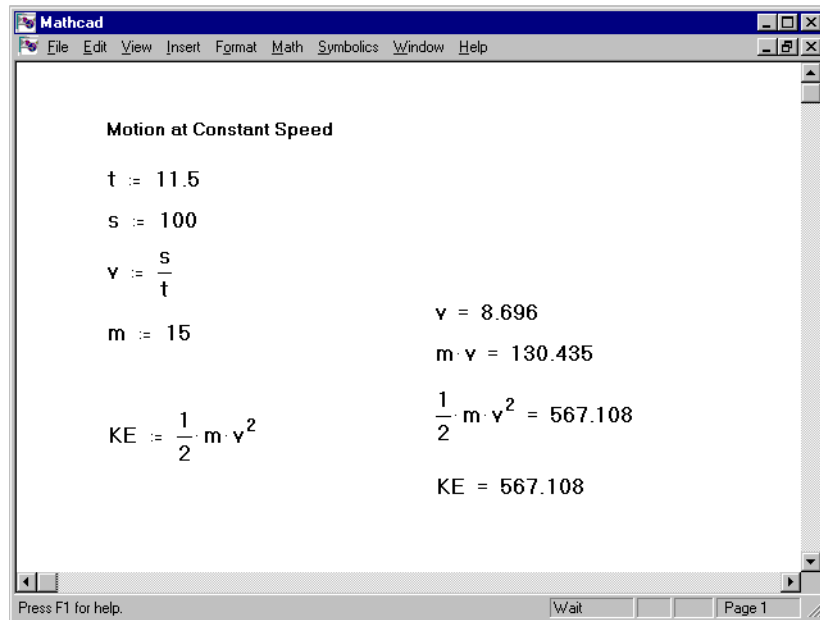 Mathcad
File Edit View Insert Format Math Symbolics Window Help
Motion at Constant Speed
t := 11.5
s := 100
v := s/t
m := 15
v = 8.696
m·v = 130.435
1/2·m·v² = 567.108
KE := 1/2·m·v²
KE = 567.108
Press F1 for help. Wait Page 1